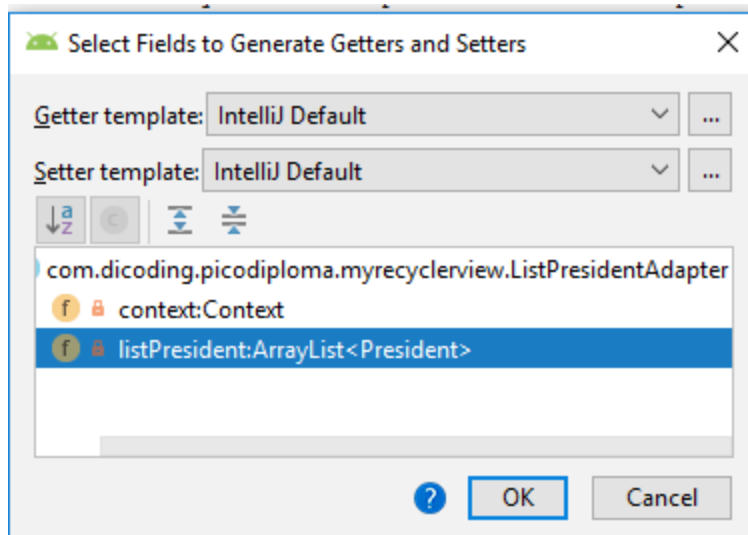 Select Fields to Generate Getters and Setters
Getter template: IntelliJ Default ...
Setter template: IntelliJ Default ...
a
z
c
com.dicoding.picodiploma.myrecyclerview.ListPresidentAdapter
f context:Context
f listPresident:ArrayList<President>
? OK Cancel